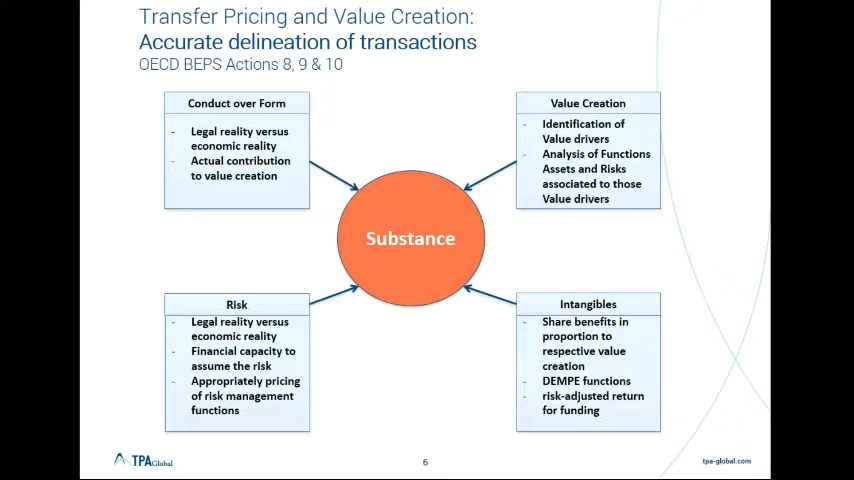 Transfer Pricing and Value Creation:
Accurate delineation of transactions
OECD BEPS Actions 8, 9 & 10
Conduct over Form
- Legal reality versus
economic reality
- Actual contribution
to value creation
Value Creation
- Identification of
Value drivers
- Analysis of Functions
Assets and Risks
associated to those
Value drivers
Substance
Risk
- Legal reality versus
economic reality
- Financial capacity to
assume the risk
- Appropriately pricing
of risk management
functions
Intangibles
- Share benefits in
proportion to
respective value
creation
- DEMPE functions
- risk-adjusted return
for funding
TPAGlobal
6
tpa-global.com